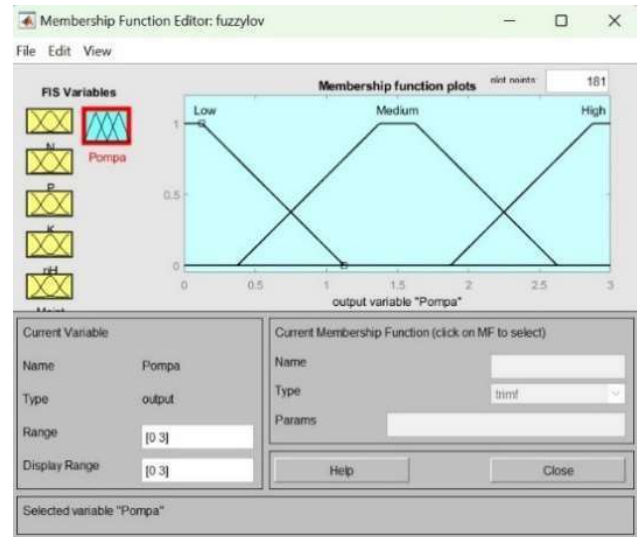 Membership Function Editor: fuzzylov
File Edit View
FIS Variables
N
P
K
pH
Pompa
Membership function plots
plot points:
181
Low
Medium
High
1
0.5
0
0
0.5
1
1.5
2
2.5
3
output variable "Pompa"
Current Variable
Name Pompa
Type output
Range [0 3]
Display Range [0 3]
Current Membership Function (click on MF to select)
Name
Type trimf
Params
Help
Close
Selected variable "Pompa"